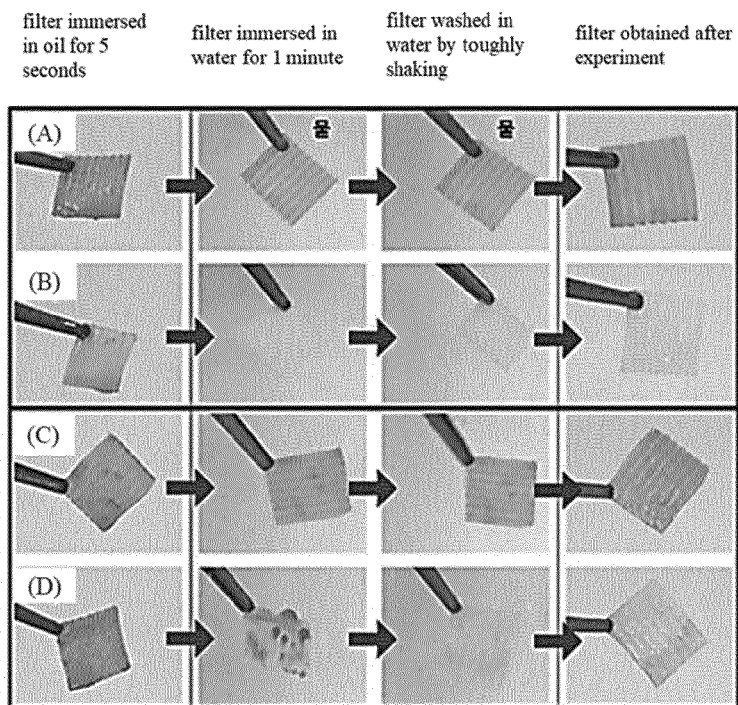 filter immersed
in oil for 5
seconds
filter immersed in
water for 1 minute
filter washed in
water by toughly
shaking
filter obtained after
experiment
(A)
물
물
(B)
(C)
(D)